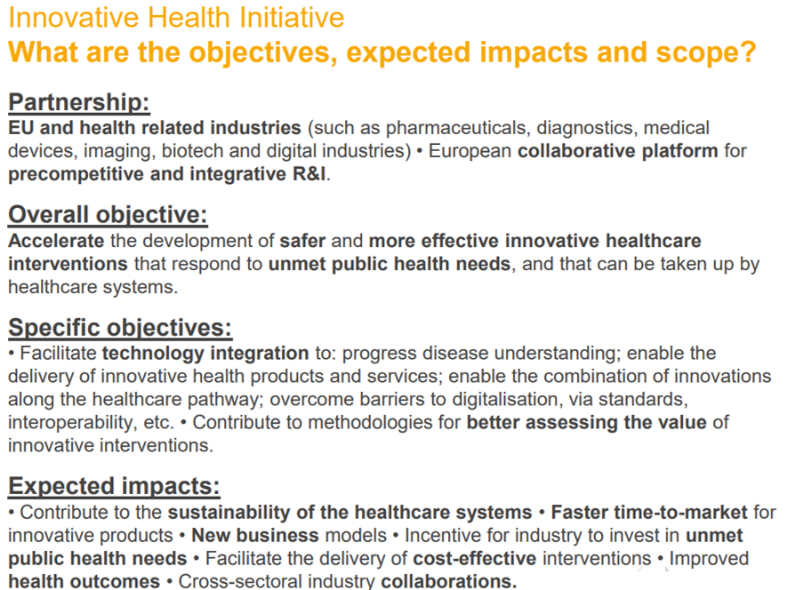 Innovative Health Initiative
What are the objectives, expected impacts and scope?
Partnership:
EU and health related industries (such as pharmaceuticals, diagnostics, medical
devices, imaging, biotech and digital industries) • European collaborative platform for
precompetitive and integrative R&I.
Overall objective:
Accelerate the development of safer and more effective innovative healthcare
interventions that respond to unmet public health needs, and that can be taken up by
healthcare systems.
Specific objectives:
• Facilitate technology integration to: progress disease understanding; enable the
delivery of innovative health products and services; enable the combination of innovations
along the healthcare pathway; overcome barriers to digitalisation, via standards,
interoperability, etc. • Contribute to methodologies for better assessing the value of
innovative interventions.
Expected impacts:
• Contribute to the sustainability of the healthcare systems • Faster time-to-market for
innovative products • New business models • Incentive for industry to invest in unmet
public health needs • Facilitate the delivery of cost-effective interventions • Improved
health outcomes • Cross-sectoral industry collaborations.